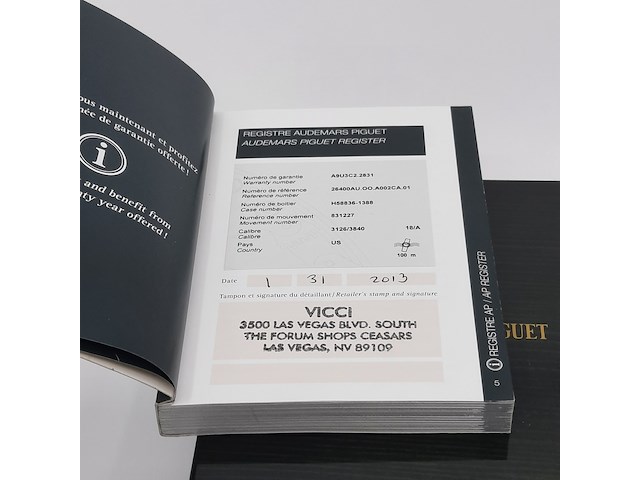 ous maintenant et profitez
née de garantie offerte !
i
and benefit from
nty year offered !
REGISTRE AUDEMARS PIGUET
AUDEMARS PIGUET REGISTER
Numéro de garantie A9U3C2.2831
Warranty number
Numéro de référence 26400AU.OO.A002CA.01
Reference number
Numéro de boîtier H58836-1388
Case number
Numéro de mouvement 831227
Movement number
Calibre 3126/3840 18/A
Calibre
Pays US
Country 100 m
Date 1 31 2013
Tampon et signature du détaillant / Retailer's stamp and signature
VICCI
3500 LAS VEGAS BLVD. SOUTH
THE FORUM SHOPS CEASARS
LAS VEGAS, NV 89109
i REGISTRE AP / AP REGISTER
5
IGUET